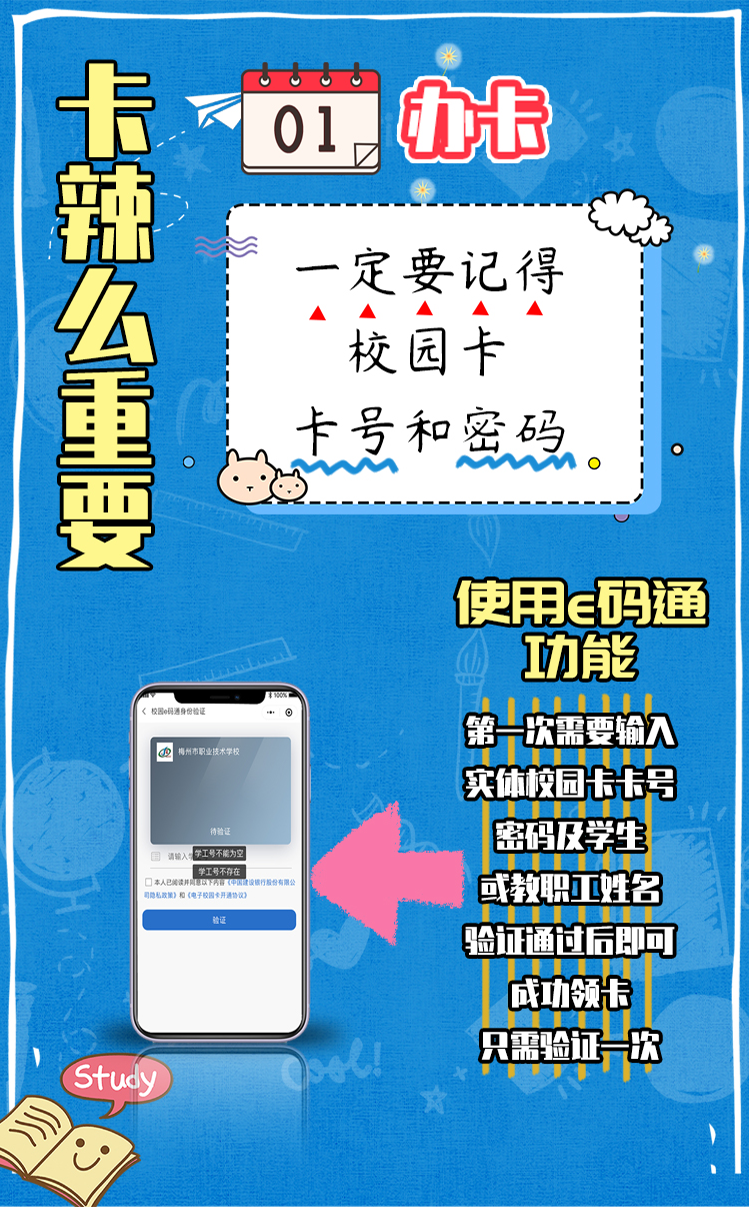 卡辣么重要
01
办卡
一定要记得
校园卡
卡号和密码
使用e码通
功能
第一次需要输入
实体校园卡卡号
密码及学生
或教职工姓名
验证通过后即可
成功领卡
只需验证一次
100%
校园e码通身份验证
梅州市职业技术学校
待验证
请输入学
学工号不能为空
学工号不存在
本人已阅读并同意以下内容《中国建设银行股份有限公
司隐私政策》和《电子校园卡开通协议》
验证
Cool!
Study